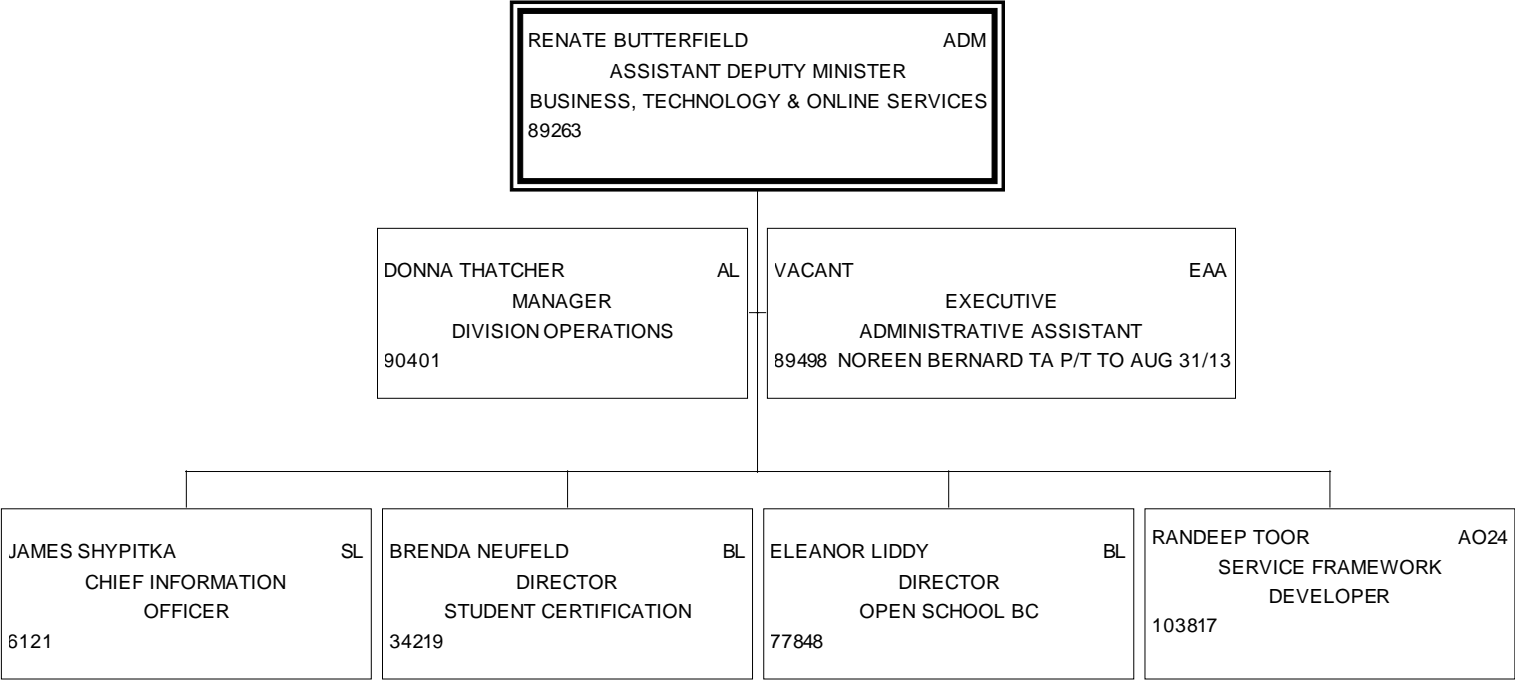 RENATE BUTTERFIELD ADM
ASSISTANT DEPUTY MINISTER
BUSINESS, TECHNOLOGY & ONLINE SERVICES
89263
DONNA THATCHER AL
MANAGER
DIVISION OPERATIONS
90401
VACANT EAA
EXECUTIVE
ADMINISTRATIVE ASSISTANT
89498 NOREEN BERNARD TA P/T TO AUG 31/13
JAMES SHYPITKA SL
CHIEF INFORMATION
OFFICER
6121
BRENDA NEUFELD BL
DIRECTOR
STUDENT CERTIFICATION
34219
ELEANOR LIDDY BL
DIRECTOR
OPEN SCHOOL BC
77848
RANDEEP TOOR AO24
SERVICE FRAMEWORK
DEVELOPER
103817